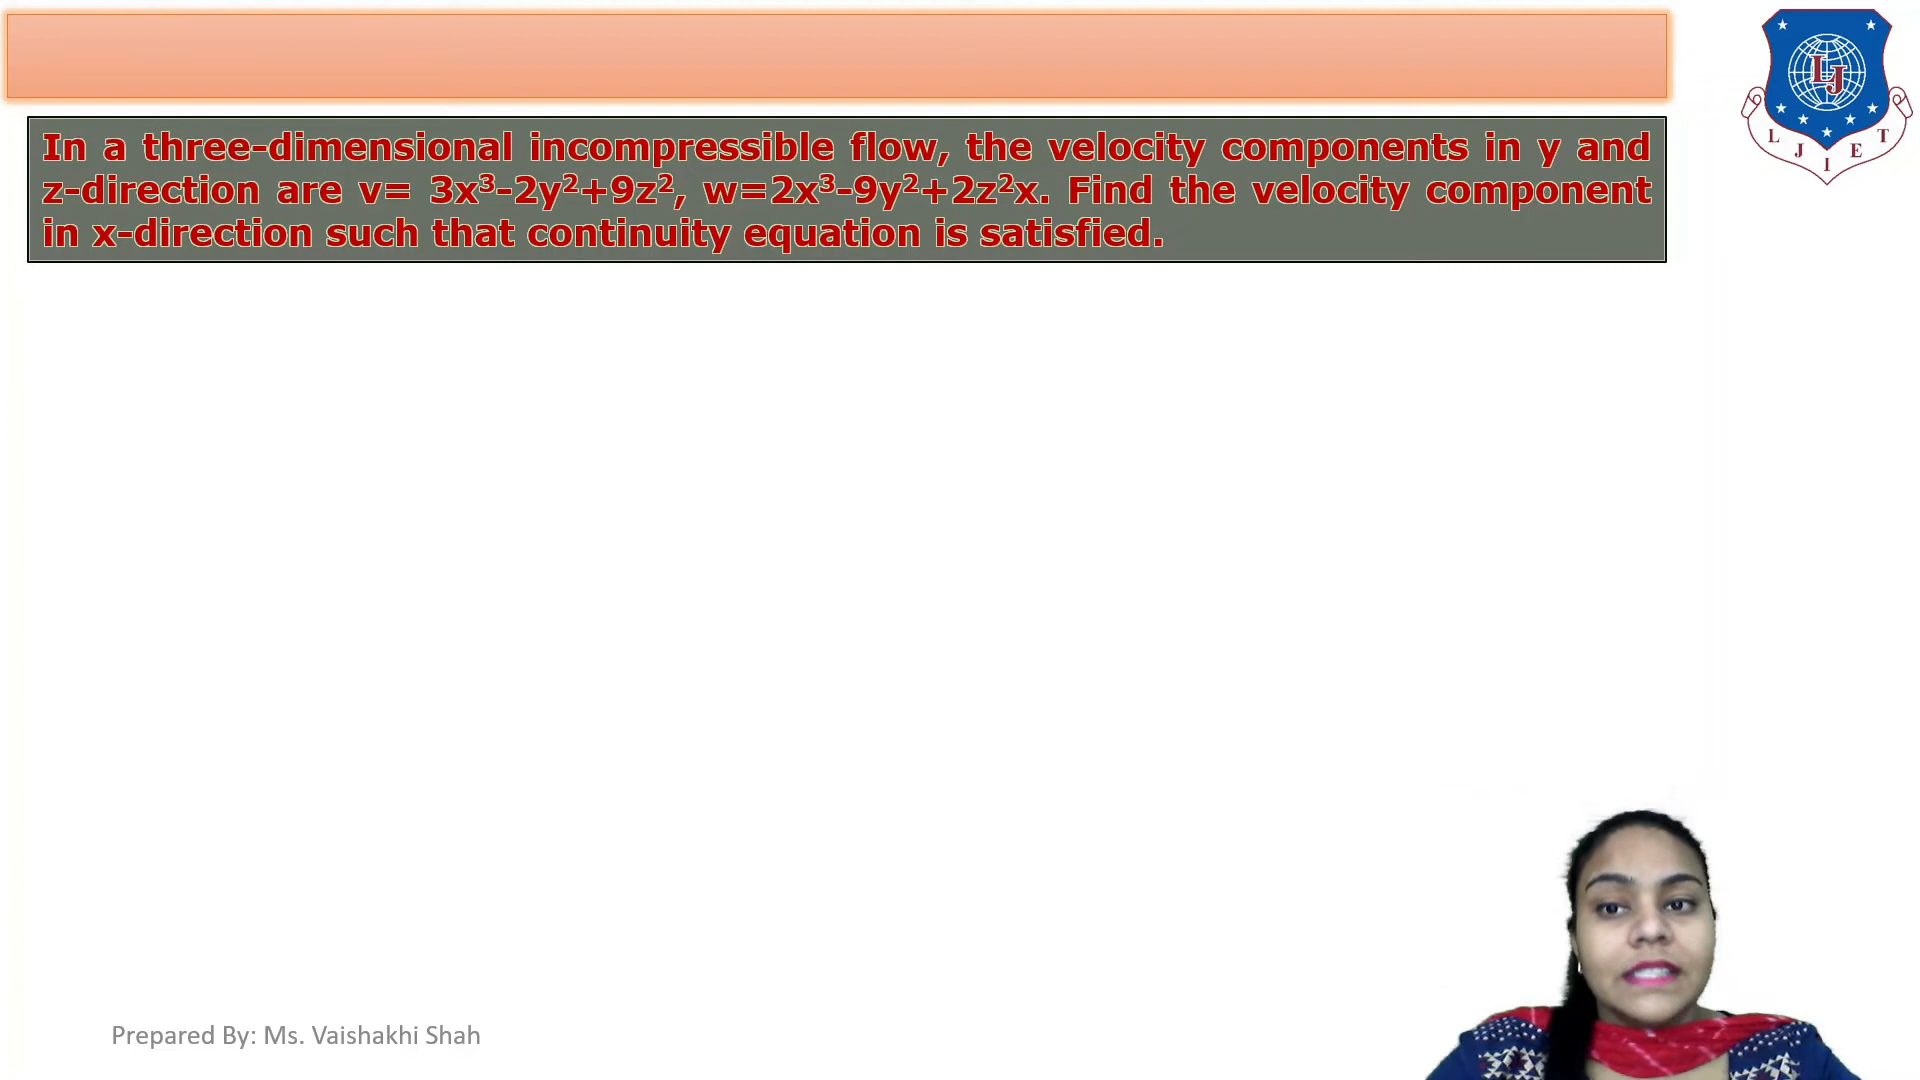 In a three-dimensional incompressible flow, the velocity components in y and
z-direction are v= 3x³-2y²+9z², w=2x³-9y²+2z²x. Find the velocity component
in x-direction such that continuity equation is satisfied.
LJ
L J I E T
Prepared By: Ms. Vaishakhi Shah